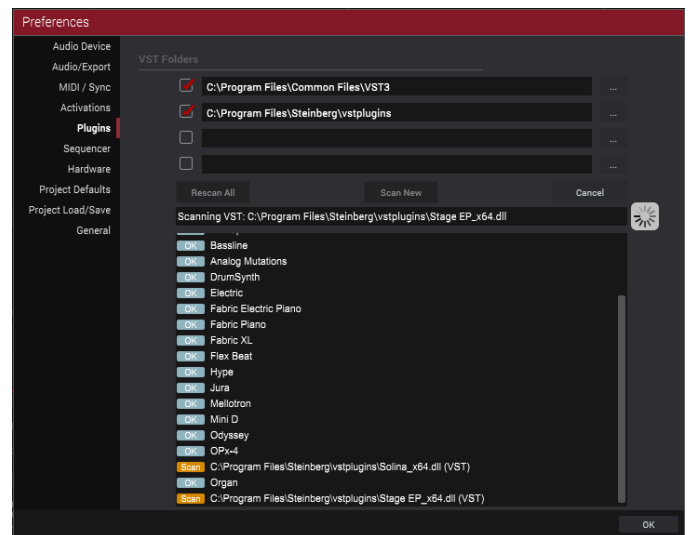 Preferences
Audio Device
Audio/Export
MIDI / Sync
Activations
Plugins
Sequencer
Hardware
Project Defaults
Project Load/Save
General
VST Folders
C:\Program Files\Common Files\VST3
...
C:\Program Files\Steinberg\vstplugins
...
...
...
Rescan All
Scan New
Cancel
Scanning VST: C:\Program Files\Steinberg\vstplugins\Stage EP_x64.dll
OK Bassline
OK Analog Mutations
OK DrumSynth
OK Electric
OK Fabric Electric Piano
OK Fabric Piano
OK Fabric XL
OK Flex Beat
OK Hype
OK Jura
OK Mellotron
OK Mini D
OK Odyssey
OK OPx-4
Scan C:\Program Files\Steinberg\vstplugins\Solina_x64.dll (VST)
OK Organ
Scan C:\Program Files\Steinberg\vstplugins\Stage EP_x64.dll (VST)
OK